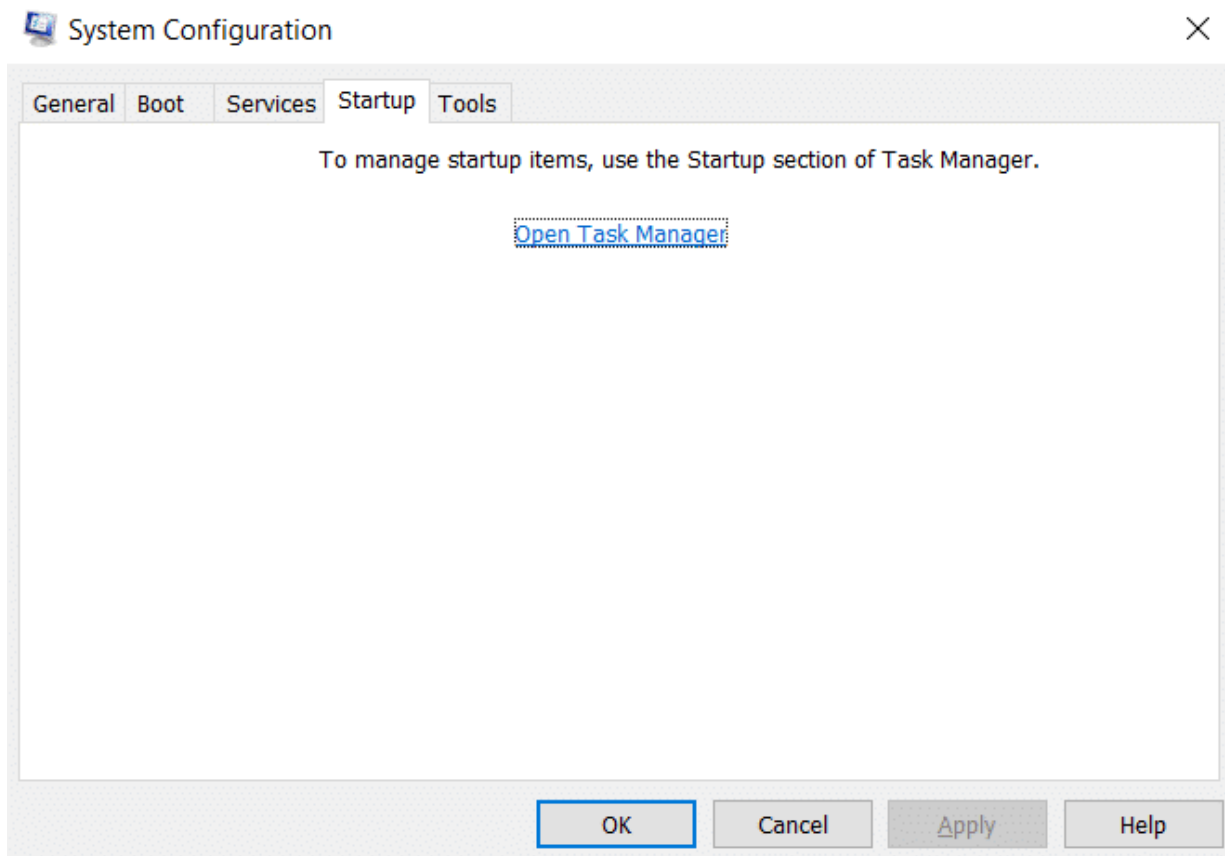 System Configuration
General Boot Services Startup Tools
To manage startup items, use the Startup section of Task Manager.
Open Task Manager
OK Cancel Apply Help